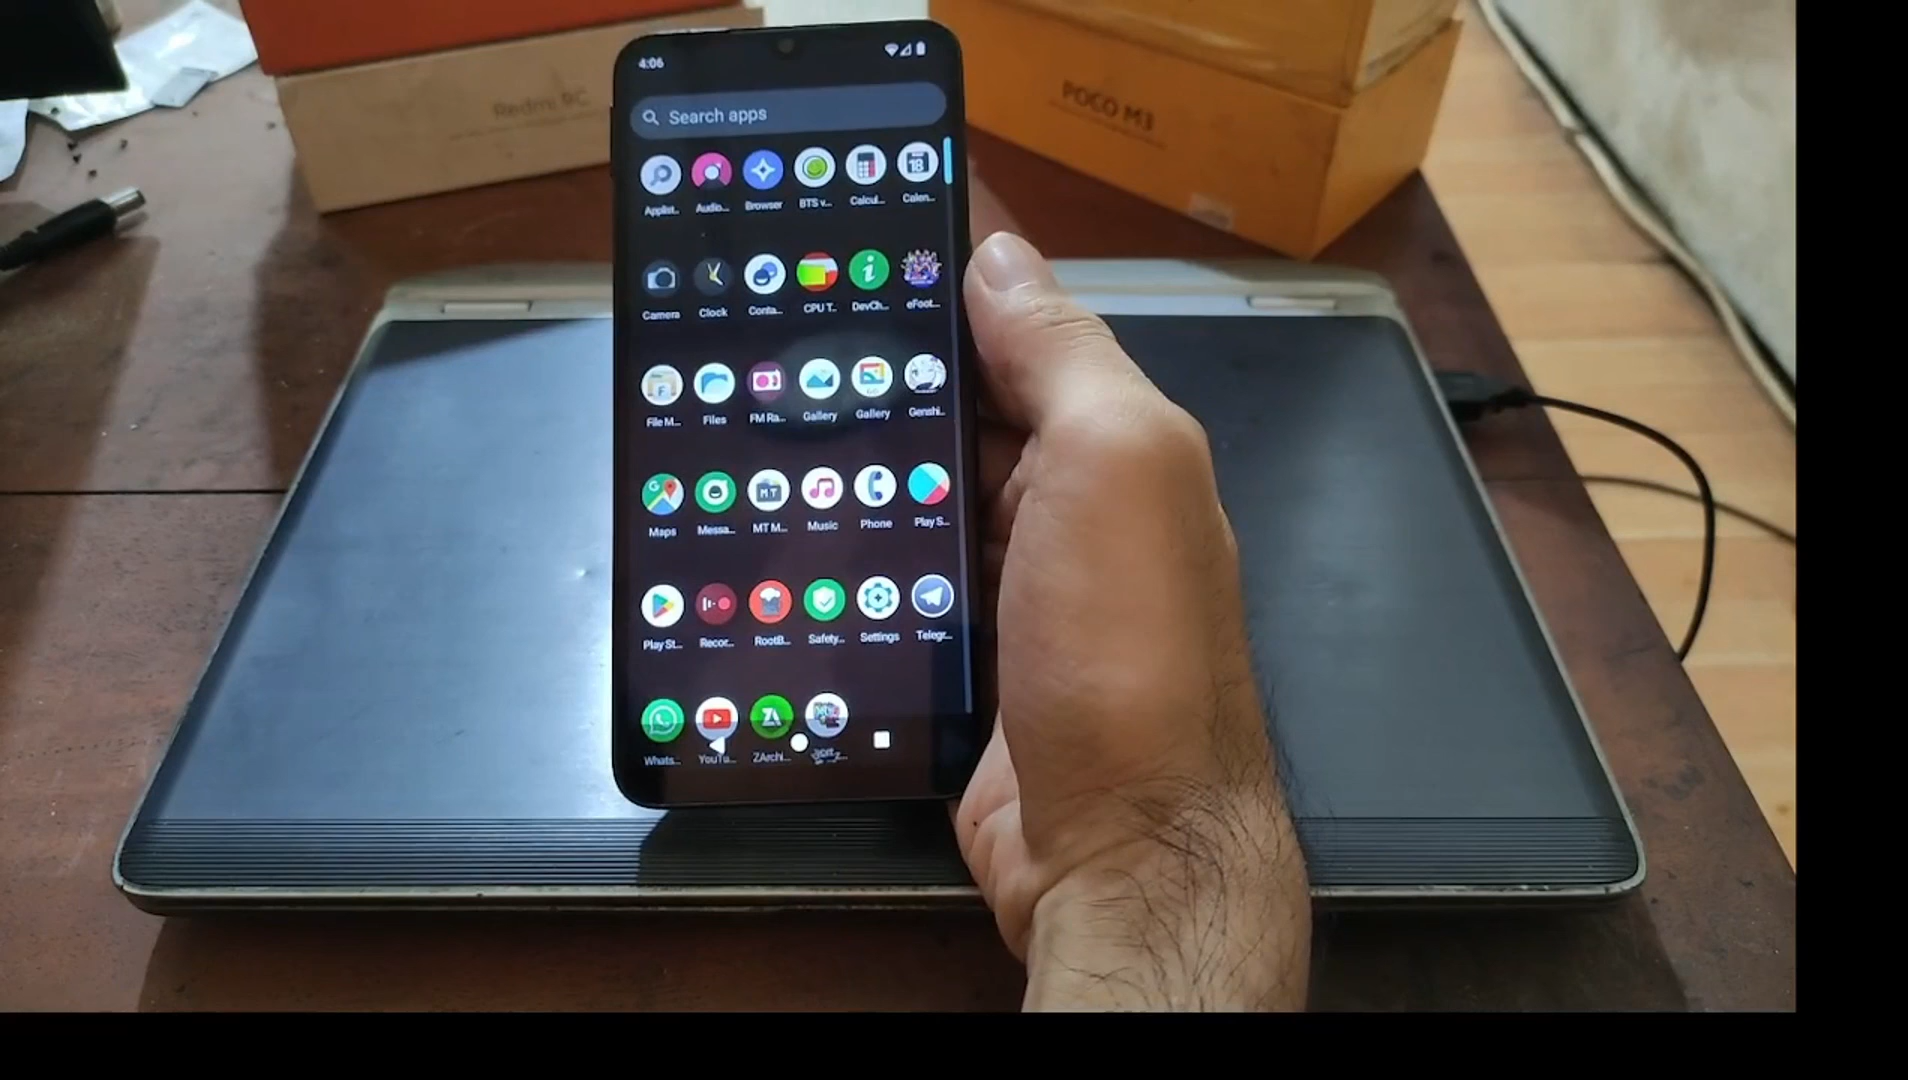 Redmi 9C
POCO M3
4:06
Search apps
Applist.. Audio... Browser BTS v... Calcul... Calen...
18
Camera Clock Conta... CPU T.. DevCh... eFoot...
File M... Files FM Ra... Gallery Gallery Genshi..
Maps Messa... MT M... Music Phone Play S...
Play St... Recor... RootB... Safety... Settings Telegr...
Whats... YouTu... ZArchi...